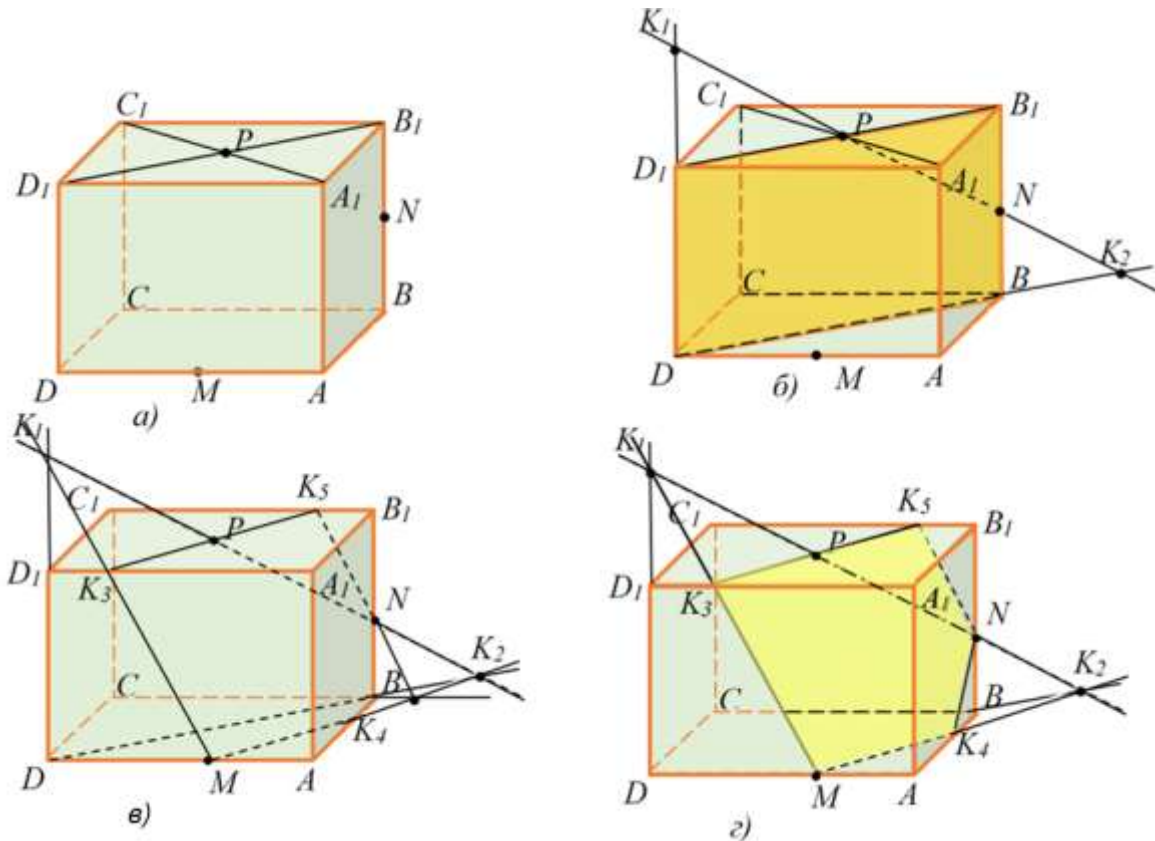 C1 P B1
D1 A1 N
C B
D M A
а)
K1
C1 P B1
D1 A1 N
C B K2
D M A
б)
K1
C1 K5 B1
P
D1 K3 A1 N
K2
C B
K4
D M A
в)
K1
C1 K5 B1
P
D1 K3 A1 N
K2
C B
K4
D M A
г)